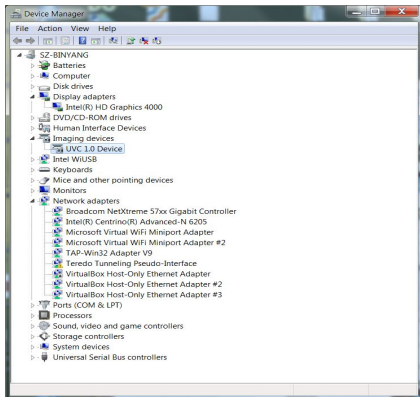 Device Manager
File Action View Help
SZ-BINYANG
Batteries
Computer
Disk drives
Display adapters
Intel(R) HD Graphics 4000
DVD/CD-ROM drives
Human Interface Devices
Imaging devices
UVC 1.0 Device
Intel WiUSB
Keyboards
Mice and other pointing devices
Monitors
Network adapters
Broadcom NetXtreme 57xx Gigabit Controller
Intel(R) Centrino(R) Advanced-N 6205
Microsoft Virtual WiFi Miniport Adapter
Microsoft Virtual WiFi Miniport Adapter #2
TAP-Win32 Adapter V9
Teredo Tunneling Pseudo-Interface
VirtualBox Host-Only Ethernet Adapter
VirtualBox Host-Only Ethernet Adapter #2
VirtualBox Host-Only Ethernet Adapter #3
Ports (COM & LPT)
Processors
Sound, video and game controllers
Storage controllers
System devices
Universal Serial Bus controllers